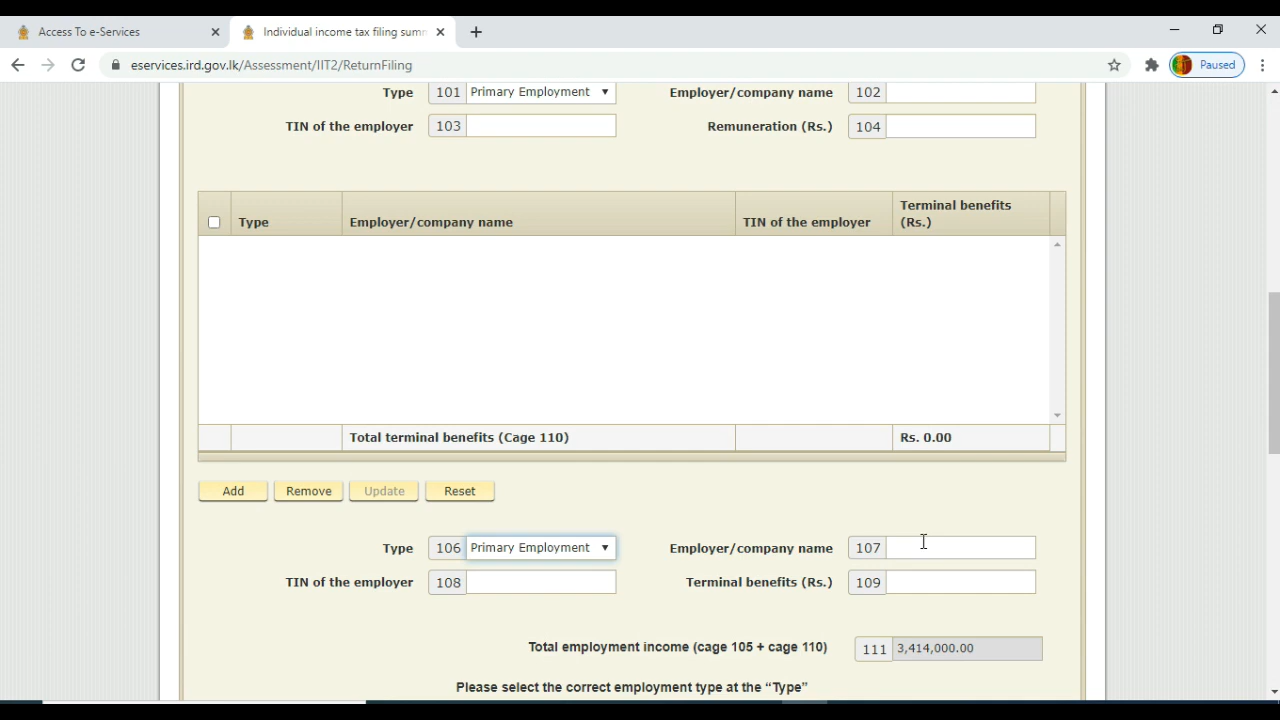 Access To e-Services
Individual income tax filing sum
eservices.ird.gov.lk/Assessment/IIT2/ReturnFiling
Paused
Type 101 Primary Employment Employer/company name 102
TIN of the employer 103 Remuneration (Rs.) 104
Type Employer/company name TIN of the employer Terminal benefits (Rs.)
Total terminal benefits (Cage 110) Rs. 0.00
Add Remove Update Reset
Type 106 Primary Employment Employer/company name 107
TIN of the employer 108 Terminal benefits (Rs.) 109
Total employment income (cage 105 + cage 110) 111 3,414,000.00
Please select the correct employment type at the “Type”